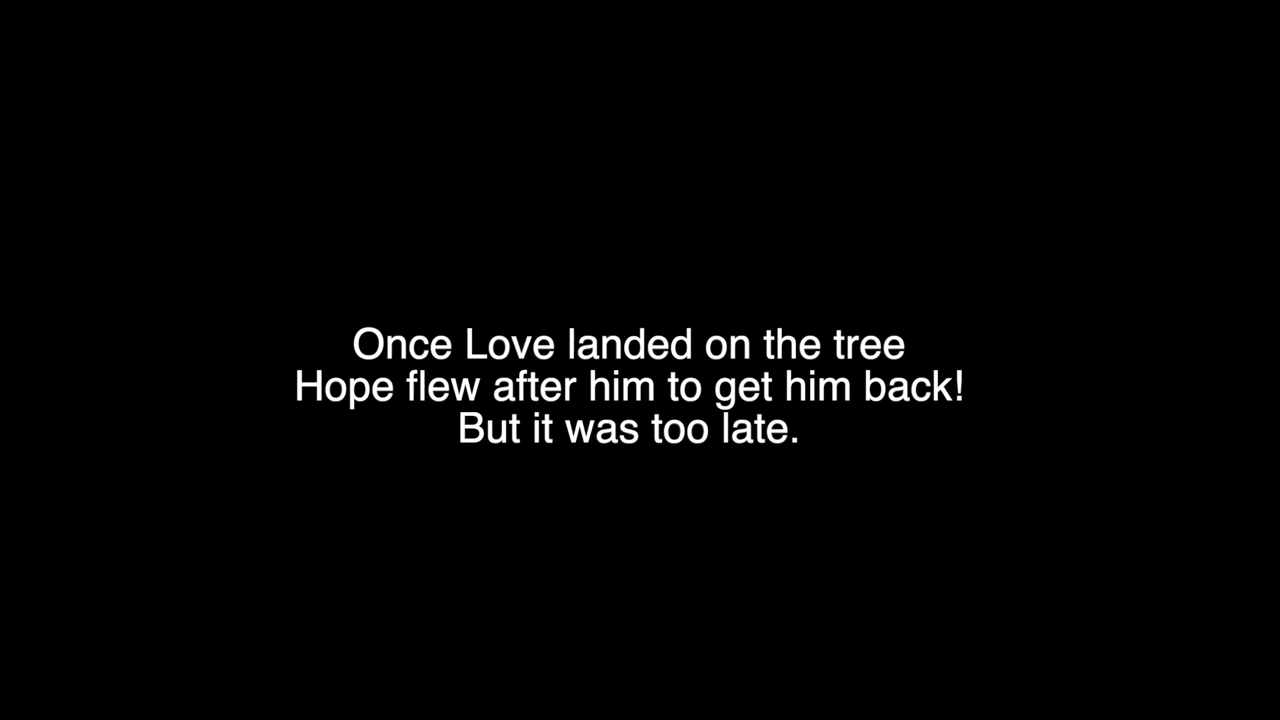 Once Love landed on the tree
Hope flew after him to get him back!
But it was too late.